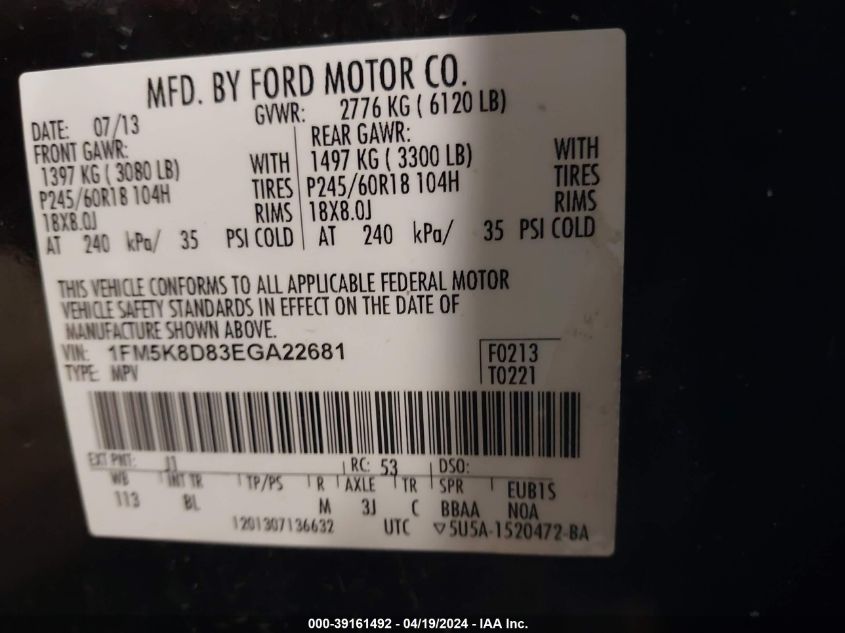 MFD. BY FORD MOTOR CO.
DATE: 07/13 GVWR: 2776 KG ( 6120 LB)
FRONT GAWR: REAR GAWR:
1397 KG ( 3080 LB) WITH 1497 KG ( 3300 LB) WITH
P245/60R18 104H TIRES P245/60R18 104H TIRES
18X8.0J RIMS 18X8.0J RIMS
AT 240 kPa/ 35 PSI COLD AT 240 kPa/ 35 PSI COLD
THIS VEHICLE CONFORMS TO ALL APPLICABLE FEDERAL MOTOR
VEHICLE SAFETY STANDARDS IN EFFECT ON THE DATE OF
MANUFACTURE SHOWN ABOVE.
VIN: 1FM5K8D83EGA22681 F0213
TYPE: MPV T0221
EXT PNT: J1 RC: 53 DSO:
WB INT TR TP/PS R AXLE TR SPR EUB1S
113 BL M 3J C BBAA NOA
1201307136632 UTC ▽5U5A-1520472-BA
000-39161492 - 04/19/2024 - IAA Inc.